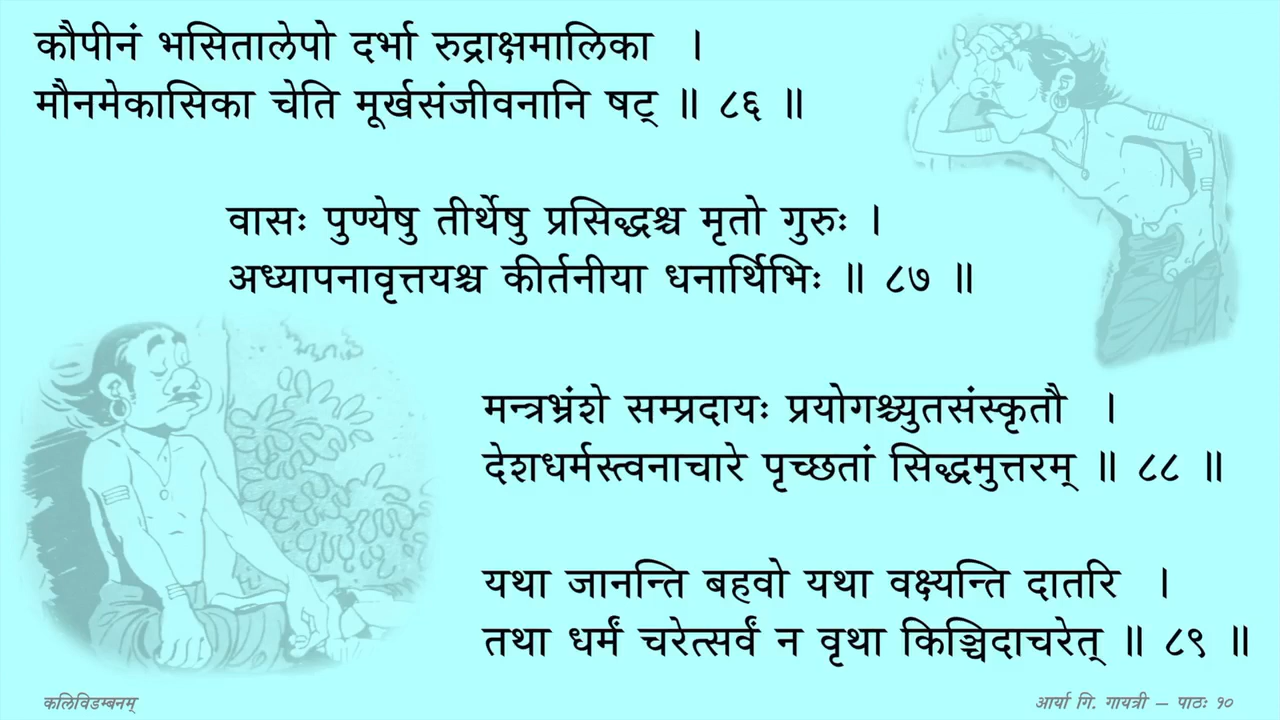 कौपीनं भसितालेपो दर्भा रुद्राक्षमालिका ।
मौनमेकासिका चेति मूर्खसंजीवनानि षट् ॥ ८६ ॥
वासः पुण्येषु तीर्थेषु प्रसिद्धश्च मृतो गुरुः ।
अध्यापनावृत्तयश्च कीर्तनीया धनार्थिभिः ॥ ८७ ॥
मन्त्रभ्रंशे सम्प्रदायः प्रयोगश्च्युतसंस्कृतौ ।
देशधर्मस्त्वनाचारे पृच्छतां सिद्धमुत्तरम् ॥ ८८ ॥
यथा जानन्ति बहवो यथा वक्ष्यन्ति दातरि ।
तथा धर्मं चरेत्सर्वं न वृथा किञ्चिदाचरेत् ॥ ८९ ॥
कलिविडम्बनम्
आर्या गि. गायत्री – पाठः १०